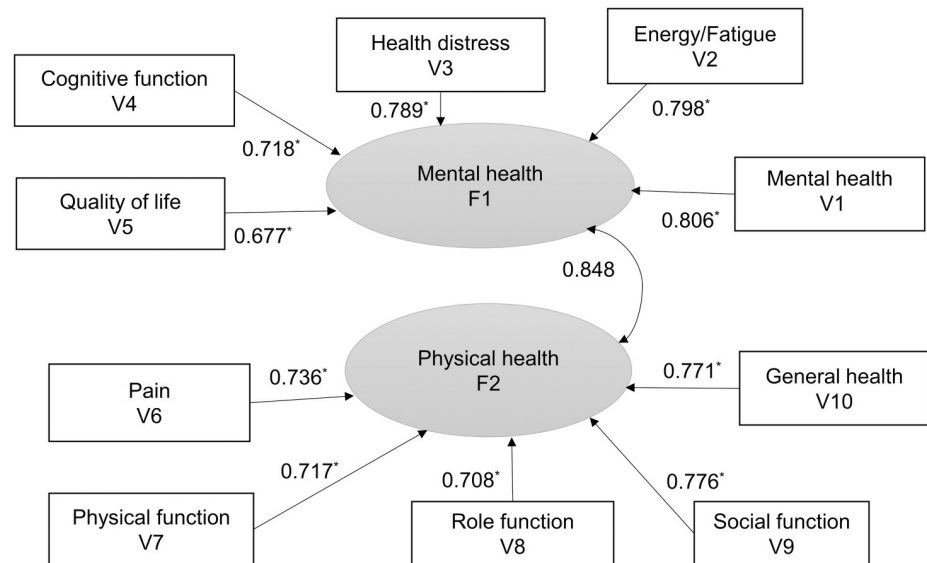 Health distress
V3
Energy/Fatigue
V2
Cognitive function
V4
0.789*
0.798*
0.718*
Mental health
F1
Mental health
V1
Quality of life
V5
0.677*
0.806*
0.848
Physical health
F2
Pain
V6
0.736*
0.771*
General health
V10
0.717*
0.708*
0.776*
Physical function
V7
Role function
V8
Social function
V9